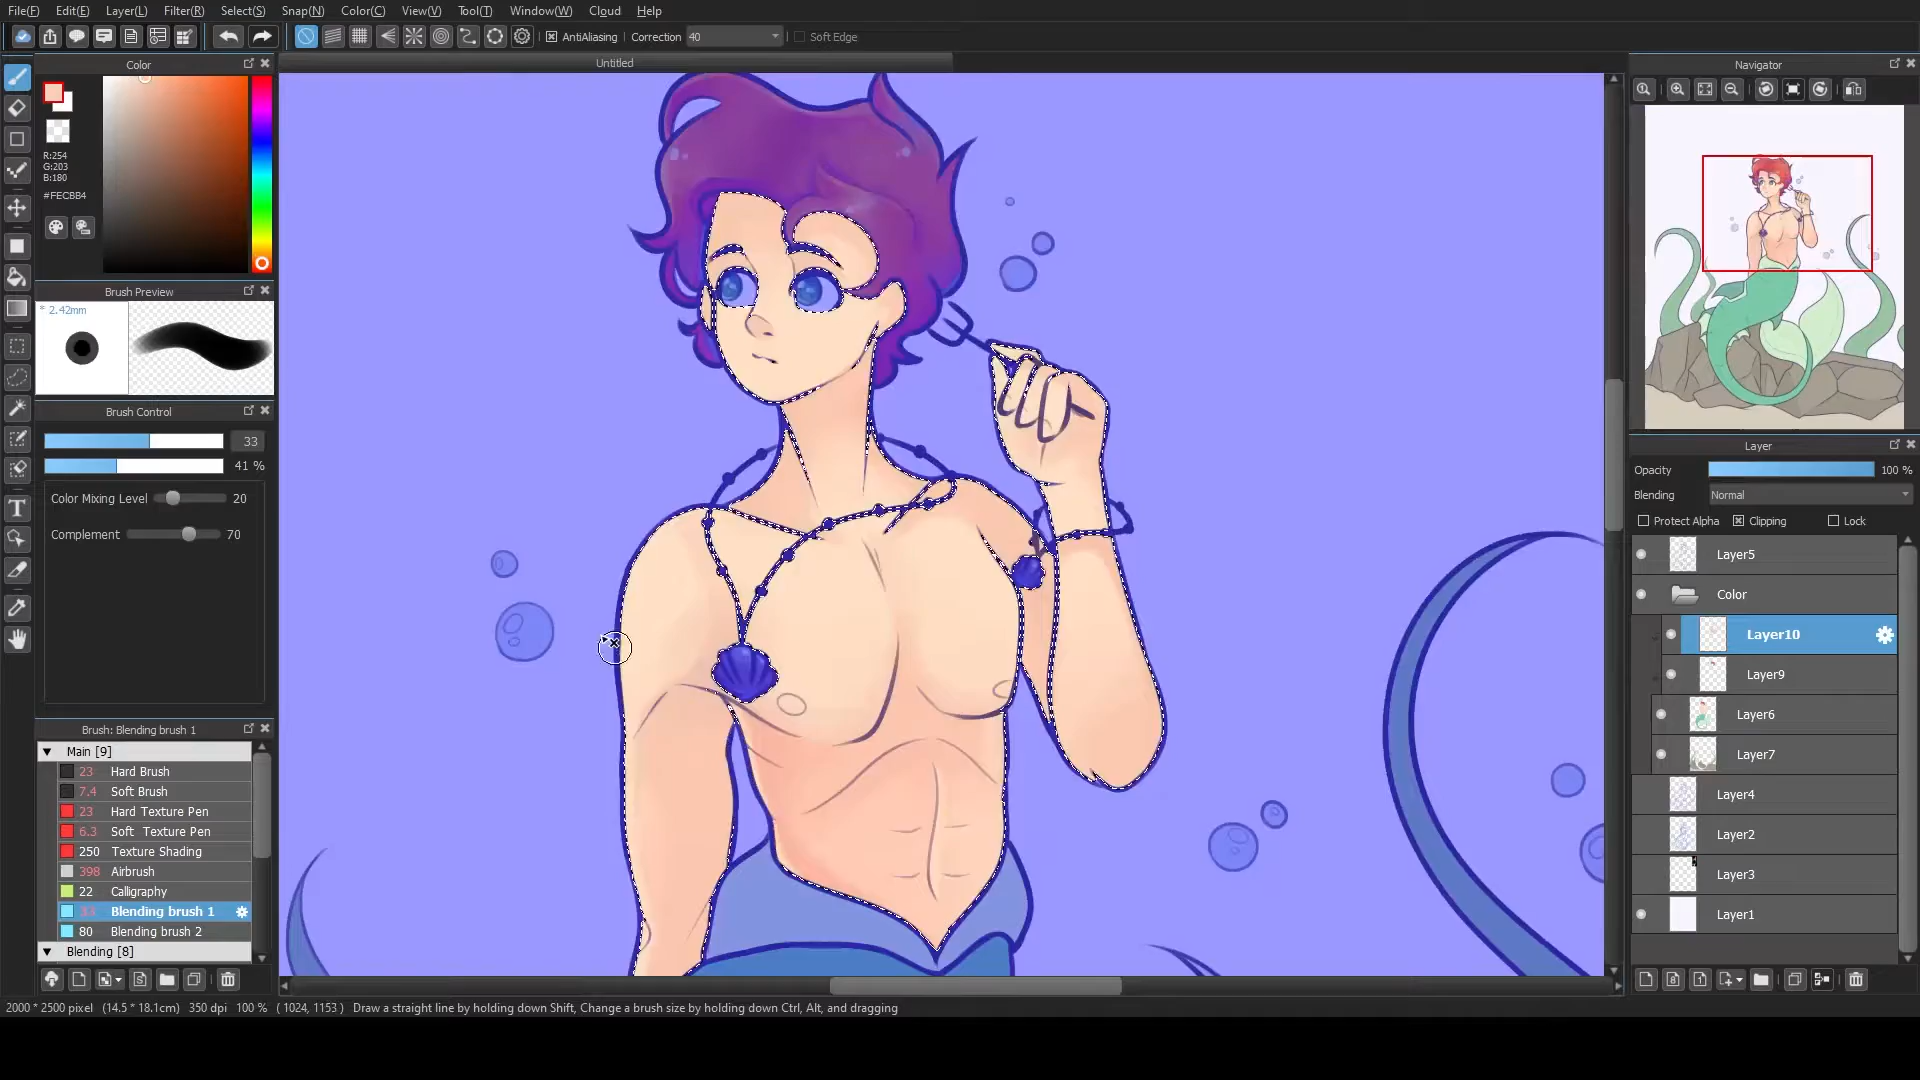 File(F) Edit(E) Layer(L) Filter(R) Select(S) Snap(N) Color(C) View(V) Tool(T) Window(W) Cloud Help
AntiAliasing Correction 40 Soft Edge
Color
Untitled
Navigator
R:254
G:203
B:180
#FECBB4
Brush Preview
* 2.42mm
Brush Control
33
41 %
Color Mixing Level 20
Complement 70
Brush: Blending brush 1
Main [9]
23 Hard Brush
7.4 Soft Brush
23 Hard Texture Pen
6.3 Soft Texture Pen
250 Texture Shading
398 Airbrush
22 Calligraphy
33 Blending brush 1
80 Blending brush 2
Blending [8]
Layer
Opacity 100 %
Blending Normal
Protect Alpha Clipping Lock
Layer5
Color
Layer10
Layer9
Layer6
Layer7
Layer4
Layer2
Layer3
Layer1
2000 * 2500 pixel (14.5 * 18.1cm) 350 dpi 100 % ( 1024, 1153 ) Draw a straight line by holding down Shift, Change a brush size by holding down Ctrl, Alt, and dragging